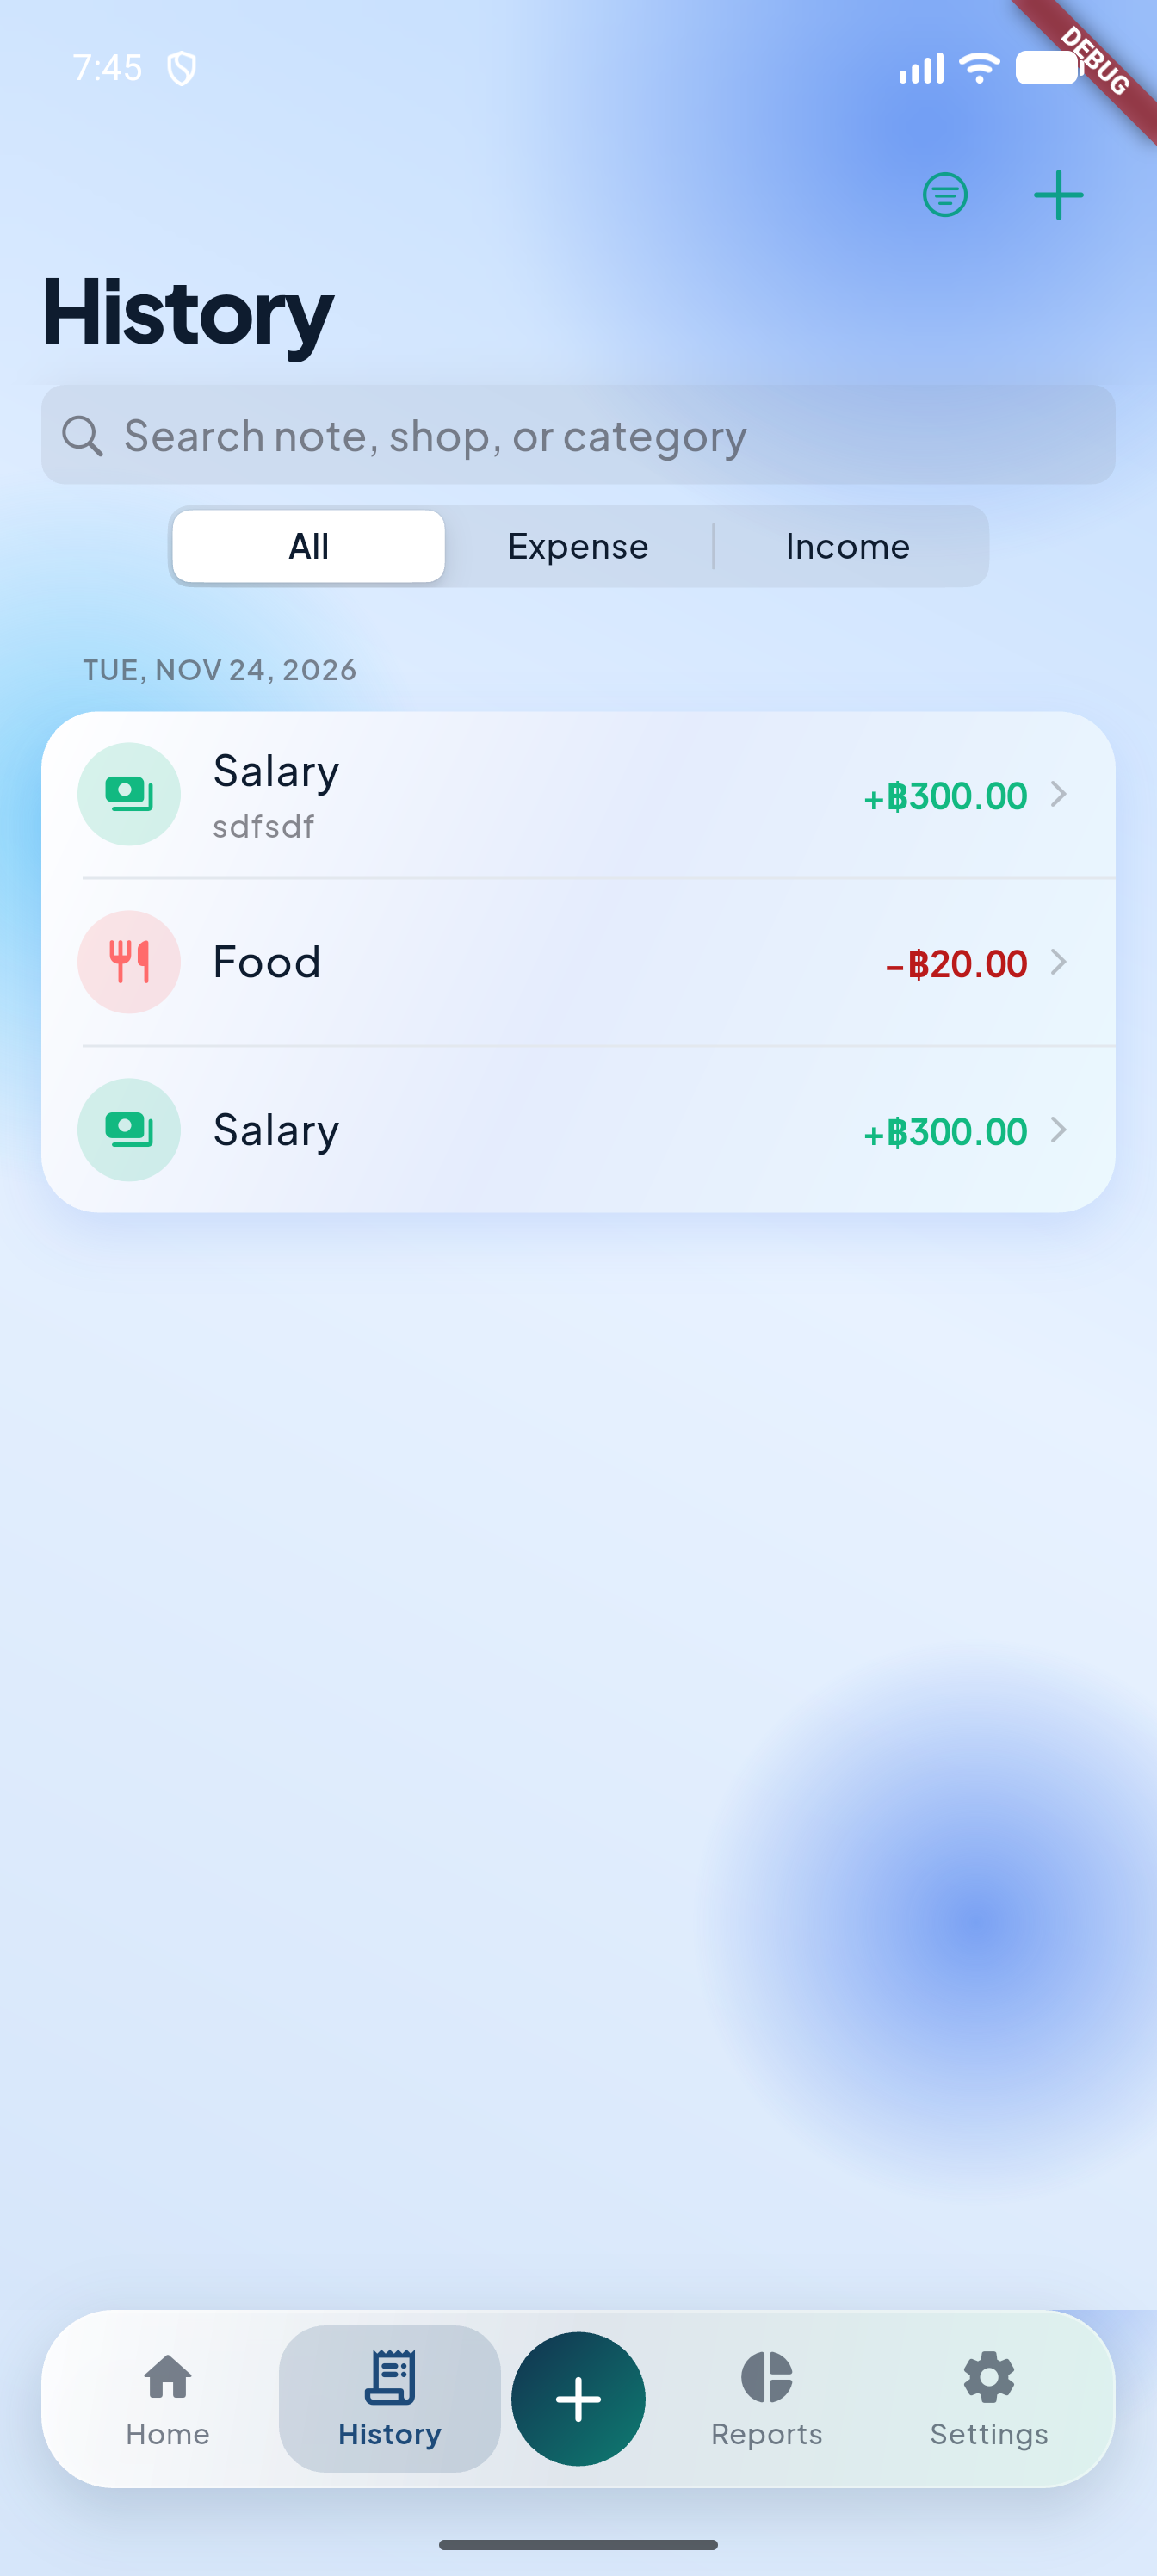 7:45
DEBUG
History
Search note, shop, or category
All Expense Income
TUE, NOV 24, 2026
Salary
sdfsdf
+฿300.00
Food
−฿20.00
Salary
+฿300.00
Home History Reports Settings